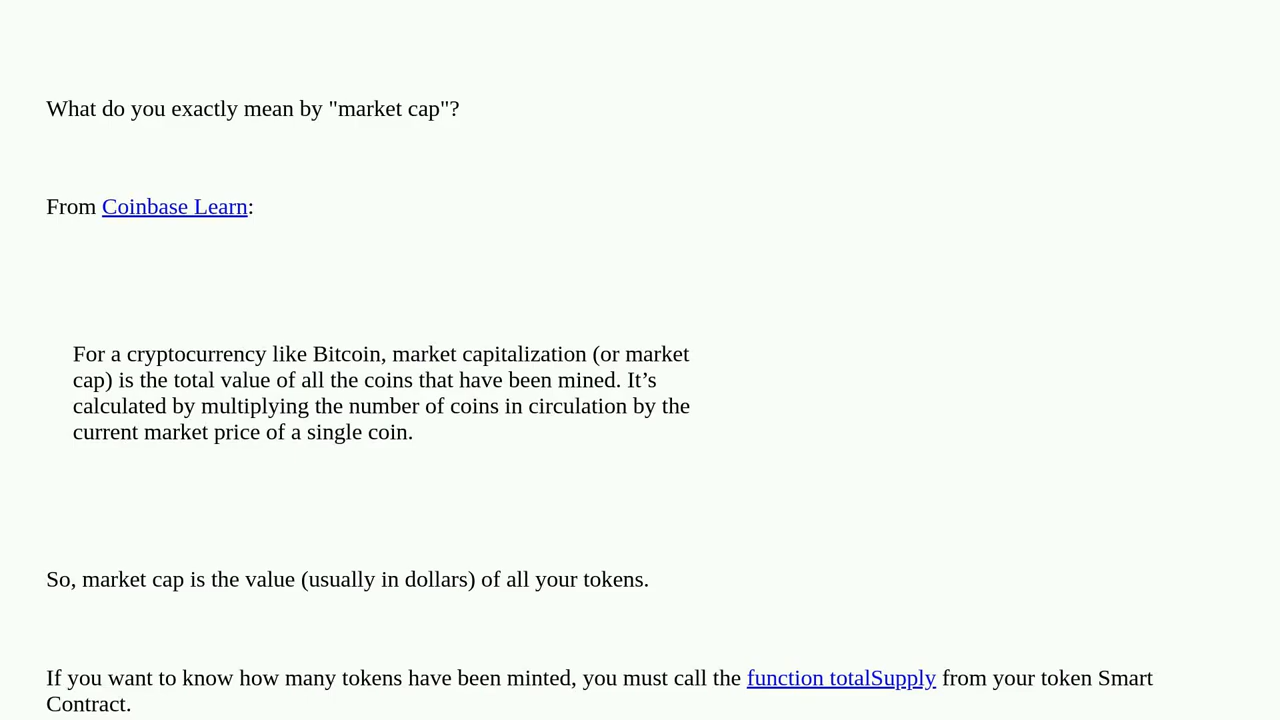 What do you exactly mean by "market cap"?
From Coinbase Learn:
For a cryptocurrency like Bitcoin, market capitalization (or market
cap) is the total value of all the coins that have been mined. It’s
calculated by multiplying the number of coins in circulation by the
current market price of a single coin.
So, market cap is the value (usually in dollars) of all your tokens.
If you want to know how many tokens have been minted, you must call the function totalSupply from your token Smart
Contract.